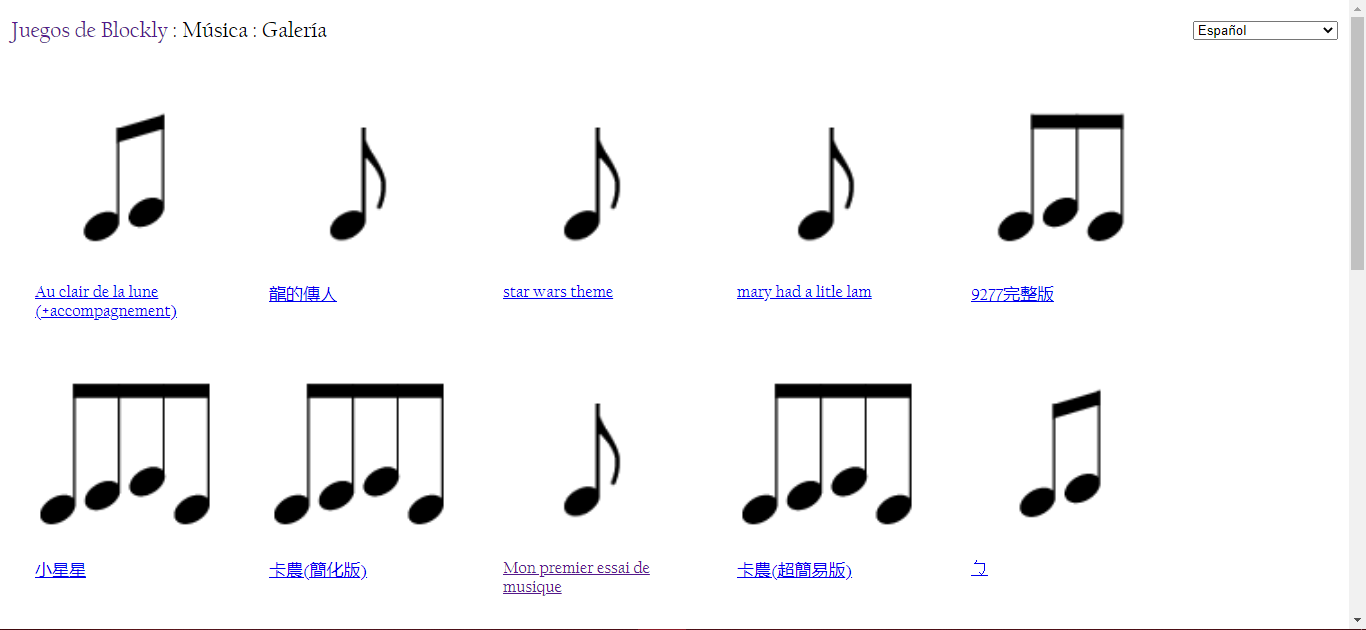 Juegos de Blockly : Música : Galería
Español
Au clair de la lune
(+accompagnement)
龍的傳人
star wars theme
mary had a litle lam
9277完整版
小星星
卡農(簡化版)
Mon premier essai de
musique
卡農(超簡易版)
ㄅ